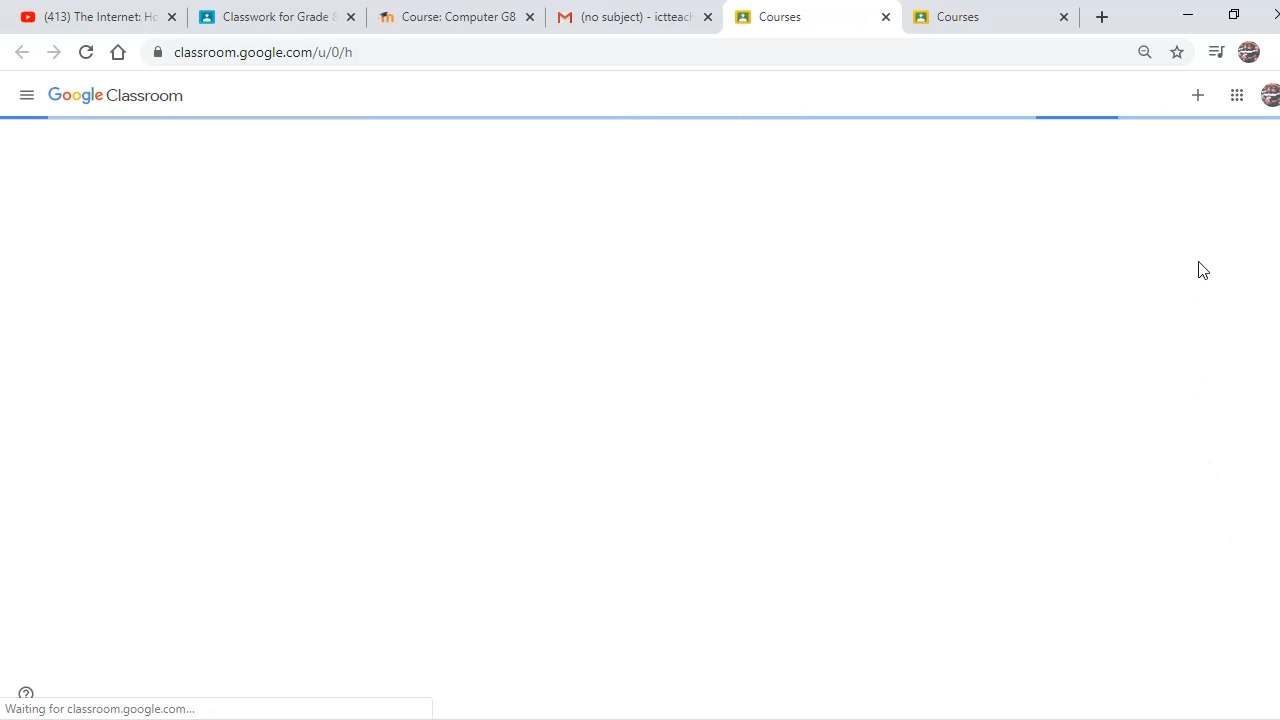 (413) The Internet: Ho
Classwork for Grade 8
Course: Computer G8
(no subject) - ictteach
Courses
Courses
classroom.google.com/u/0/h
Google Classroom
Waiting for classroom.google.com...